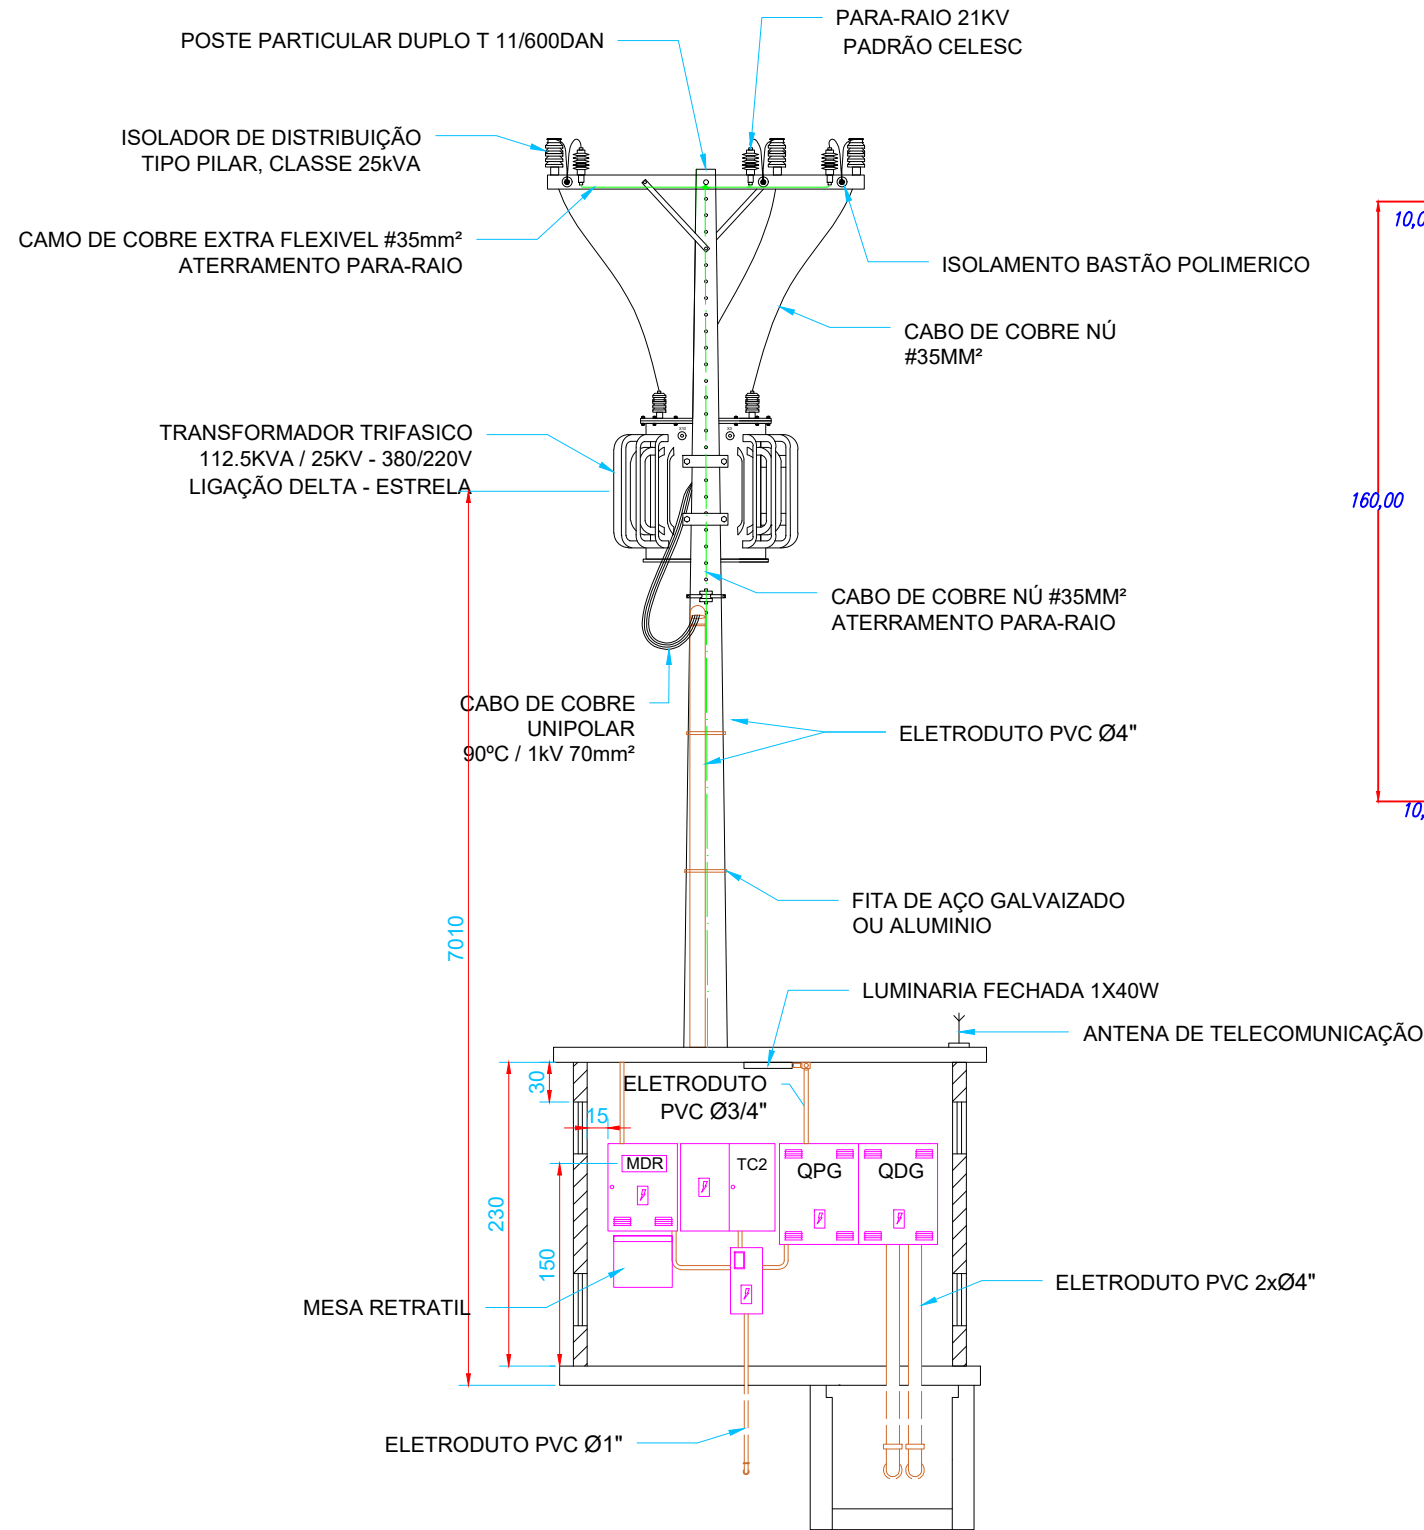 PARA-RAIO 21KV
PADRÃO CELESC
POSTE PARTICULAR DUPLO T 11/600DAN
ISOLADOR DE DISTRIBUIÇÃO
TIPO PILAR, CLASSE 25kVA
CAMO DE COBRE EXTRA FLEXIVEL #35mm²
ATERRAMENTO PARA-RAIO
ISOLAMENTO BASTÃO POLIMERICO
CABO DE COBRE NÚ
#35MM²
TRANSFORMADOR TRIFASICO
112.5KVA / 25KV - 380/220V
LIGAÇÃO DELTA - ESTRELA
160,00
CABO DE COBRE NÚ #35MM²
ATERRAMENTO PARA-RAIO
CABO DE COBRE
UNIPOLAR
90ºC / 1kV 70mm²
ELETRODUTO PVC Ø4"
FITA DE AÇO GALVAIZADO
OU ALUMINIO
7010
LUMINARIA FECHADA 1X40W
ANTENA DE TELECOMUNICAÇÃO
30
ELETRODUTO
PVC Ø3/4"
15
MDR
TC2
QPG
QDG
230
150
MESA RETRATIL
ELETRODUTO PVC 2xØ4"
ELETRODUTO PVC Ø1"